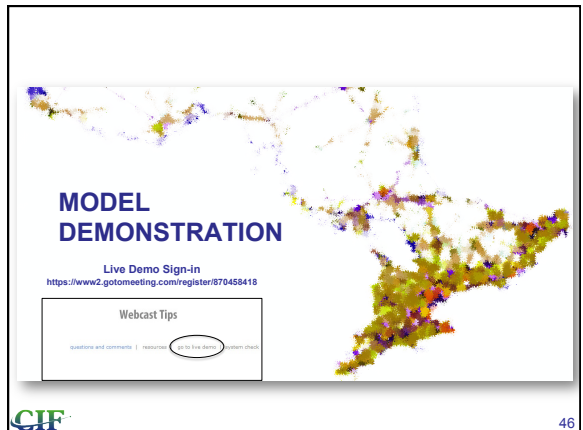 MODEL
DEMONSTRATION
Live Demo Sign-in
https://www2.gotomeeting.com/register/870458418
Webcast Tips
questions and comments | resources | go to live demo | system check
CIF
46